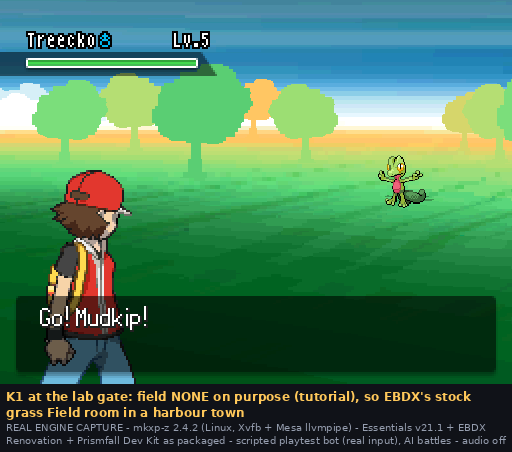 Treecko♂ Lv.5
Go! Mudkip!
K1 at the lab gate: field NONE on purpose (tutorial), so EBDX's stock
grass Field room in a harbour town
REAL ENGINE CAPTURE - mkxp-z 2.4.2 (Linux, Xvfb + Mesa llvmpipe) - Essentials v21.1 + EBDX
Renovation + Prismfall Dev Kit as packaged - scripted playtest bot (real input), AI battles - audio off